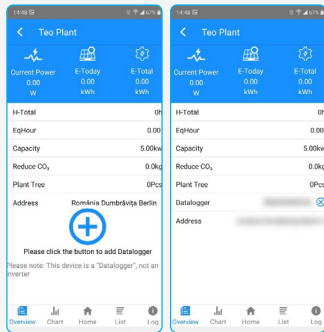 14:48 67%
Teo Plant
Current Power E-Today E-Total
0.00 0.00 0.00
W kWh kWh
H-Total 0h
EqHour 0.00
Capacity 5.00kw
Reduce CO₂ 0.0kg
Plant Tree 0Pcs
Address România Dumbrăvița Berlin
Please click the button to add Datalogger
Please note: This device is a "Datalogger", not an
inverter
Overview Chart Home List Log
14:48 67%
Teo Plant
Current Power E-Today E-Total
0.00 0.00 0.00
W kWh kWh
H-Total 0h
EqHour 0.00
Capacity 5.00kw
Reduce CO₂ 0.0kg
Plant Tree 0Pcs
Datalogger
Address
Overview Chart Home List Log